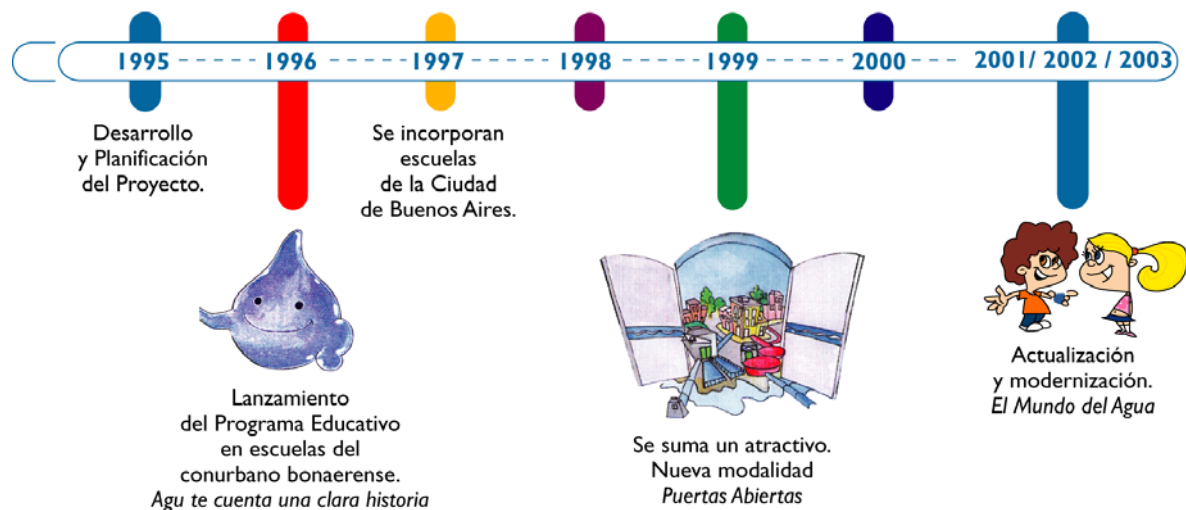 1995 1996 1997 1998 1999 2000 2001/ 2002 / 2003
Desarrollo
y Planificación
del Proyecto.
Lanzamiento
del Programa Educativo
en escuelas del
conurbano bonaerense.
Agu te cuenta una clara historia
Se incorporan
escuelas
de la Ciudad
de Buenos Aires.
Se suma un atractivo.
Nueva modalidad
Puertas Abiertas
Actualización
y modernización.
El Mundo del Agua